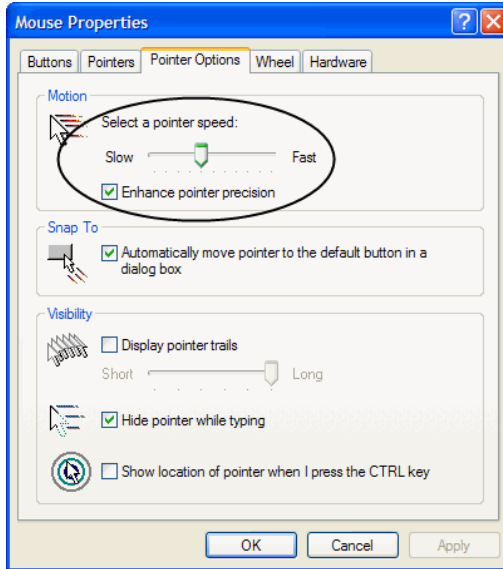 Mouse Properties
Buttons Pointers Pointer Options Wheel Hardware
Motion
Select a pointer speed:
Slow Fast
Enhance pointer precision
Snap To
Automatically move pointer to the default button in a
dialog box
Visibility
Display pointer trails
Short Long
Hide pointer while typing
Show location of pointer when I press the CTRL key
OK Cancel Apply